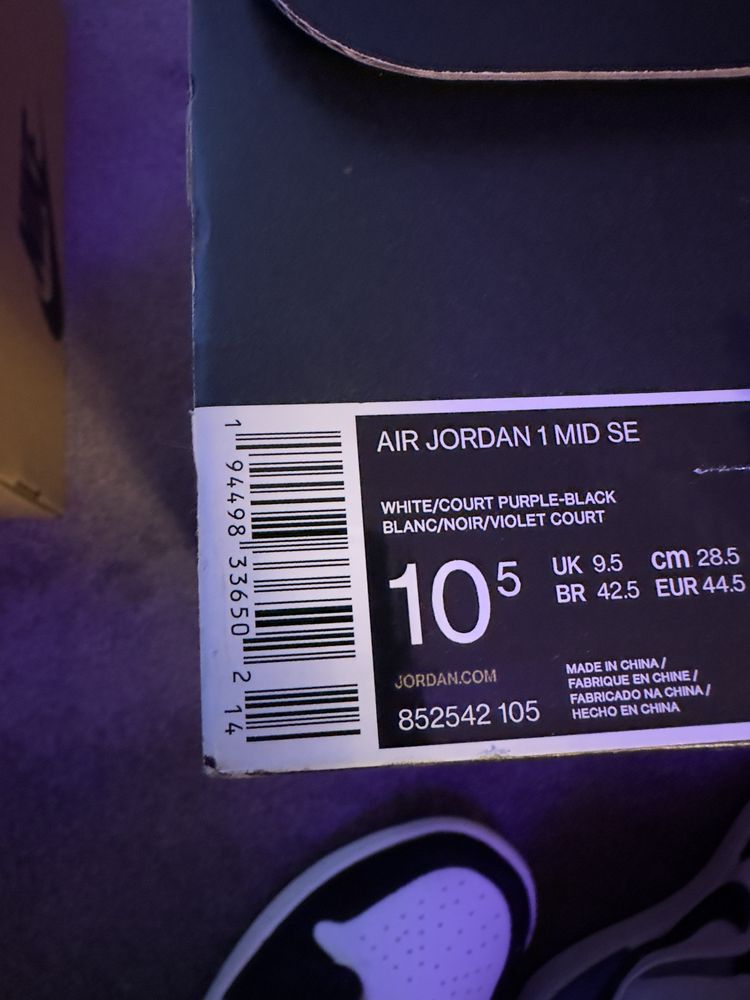 AIR JORDAN 1 MID SE
WHITE/COURT PURPLE-BLACK
BLANC/NOIR/VIOLET COURT
10 5 UK 9.5 cm 28.5
BR 42.5 EUR 44.5
JORDAN.COM
852542 105
MADE IN CHINA /
FABRIQUE EN CHINE /
FABRICADO NA CHINA /
HECHO EN CHINA
1 94498 33650 2 14